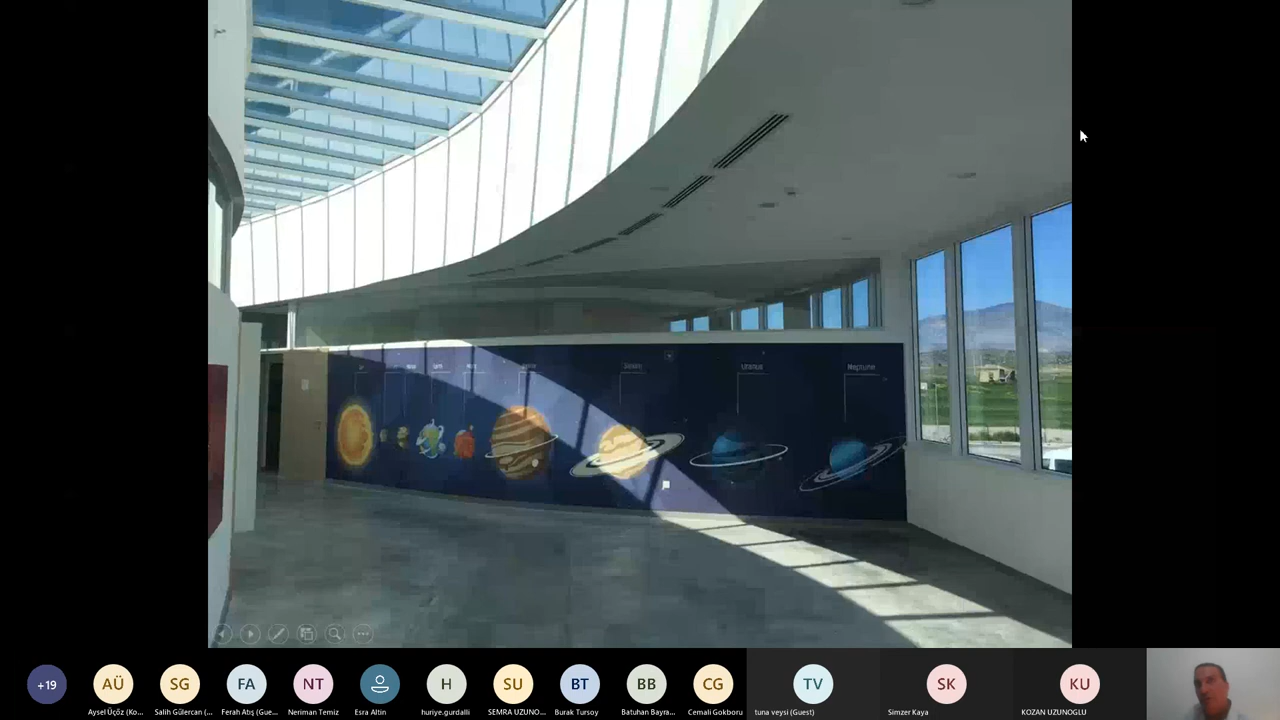 Uranus
Neptune
+19
AÜ
SG
FA
NT
H
SU
BT
BB
CG
TV
SK
KU
Aysel Üçöz (Ko...
Salih Gülercan (...
Ferah Atış (Gue...
Neriman Temiz
Esra Altin
huriye.gurdalli
SEMRA UZUNO...
Burak Tursoy
Batuhan Bayra...
Cemali Gokboru
tuna veysi (Guest)
Simzer Kaya
KOZAN UZUNOGLU